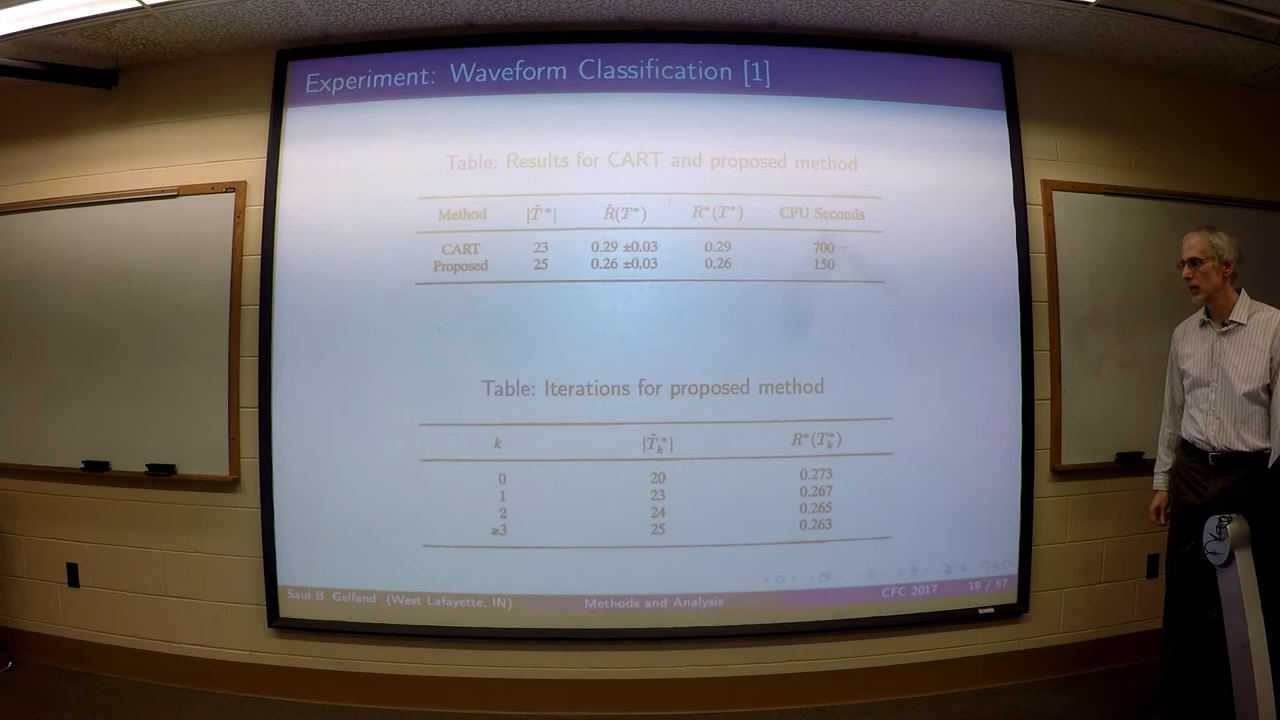 Experiment: Waveform Classification [1]
Table: Results for CART and proposed method
Method |T̃*| R̂(T*) R*(T*) CPU Seconds
CART 23 0.29 ±0.03 0.29 700
Proposed 25 0.26 ±0.03 0.26 150
Table: Iterations for proposed method
k |T̃*ₖ| R*(T*ₖ)
0 20 0.273
1 23 0.267
2 24 0.265
≥3 25 0.263
Saul B. Gelfand (West Lafayette, IN) Methods and Analysis CFC 2017 19 / 57